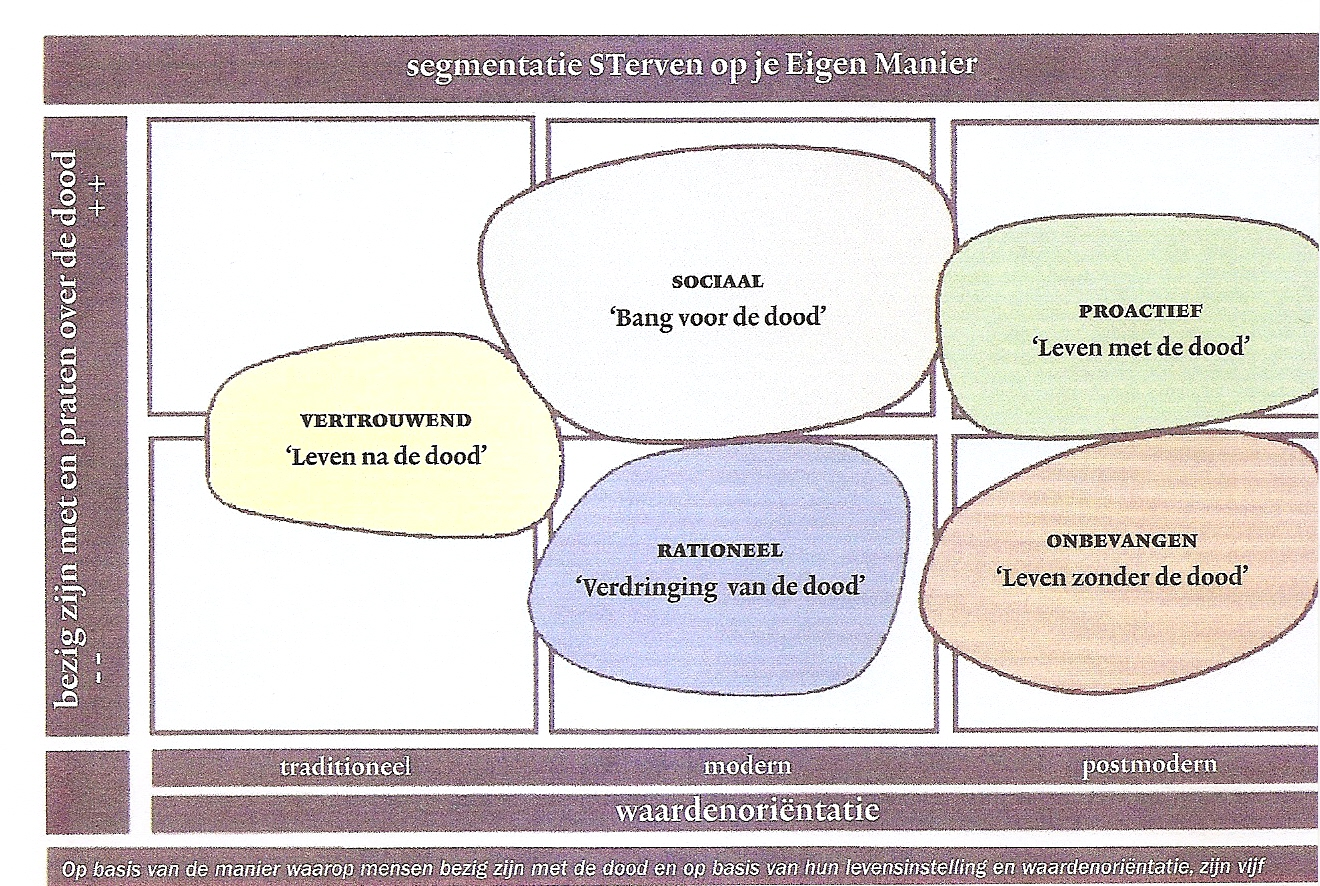 segmentatie STerven op je Eigen Manier
bezig zijn met en praten over de dood
+ +
- -
SOCIAAL
‘Bang voor de dood’
PROACTIEF
‘Leven met de dood’
VERTROUWEND
‘Leven na de dood’
RATIONEEL
‘Verdringing van de dood’
ONBEVANGEN
‘Leven zonder de dood’
traditioneel
modern
postmodern
waardenoriëntatie
Op basis van de manier waarop mensen bezig zijn met de dood en op basis van hun levensinstelling en waardenoriëntatie, zijn vijf